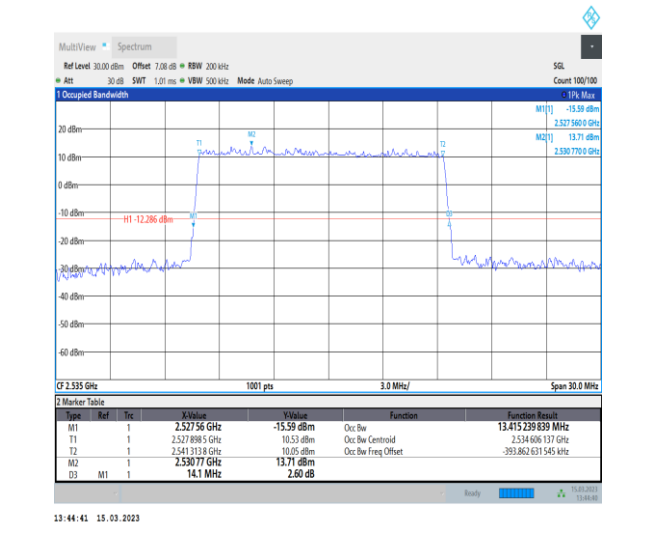 MultiView Spectrum
Ref Level 30.00 dBm Offset 7.08 dB RBW 200 kHz SGL
Att 30 dB SWT 1.01 ms VBW 500 kHz Mode Auto Sweep Count 100/100
1 Occupied Bandwidth 1Pk Max
M1[1] -15.59 dBm
2.527 560 0 GHz
20 dBm
M2[1] 13.71 dBm
2.530 770 0 GHz
M2
T1 T2
10 dBm
0 dBm
-10 dBm
M1 D3
H1 -12.286 dBm
-20 dBm
-30 dBm
-40 dBm
-50 dBm
-60 dBm
CF 2.535 GHz 1001 pts 3.0 MHz/ Span 30.0 MHz
2 Marker Table
Type Ref Trc X-Value Y-Value Function Function Result
M1 1 2.527 56 GHz -15.59 dBm Occ Bw 13.415 239 839 MHz
T1 1 2.527 898 5 GHz 10.53 dBm Occ Bw Centroid 2.534 606 137 GHz
T2 1 2.541 313 8 GHz 10.05 dBm Occ Bw Freq Offset -393.862 631 545 kHz
M2 1 2.530 77 GHz 13.71 dBm
D3 M1 1 14.1 MHz 2.60 dB
Ready 15.03.2023
13:44:40
13:44:41 15.03.2023